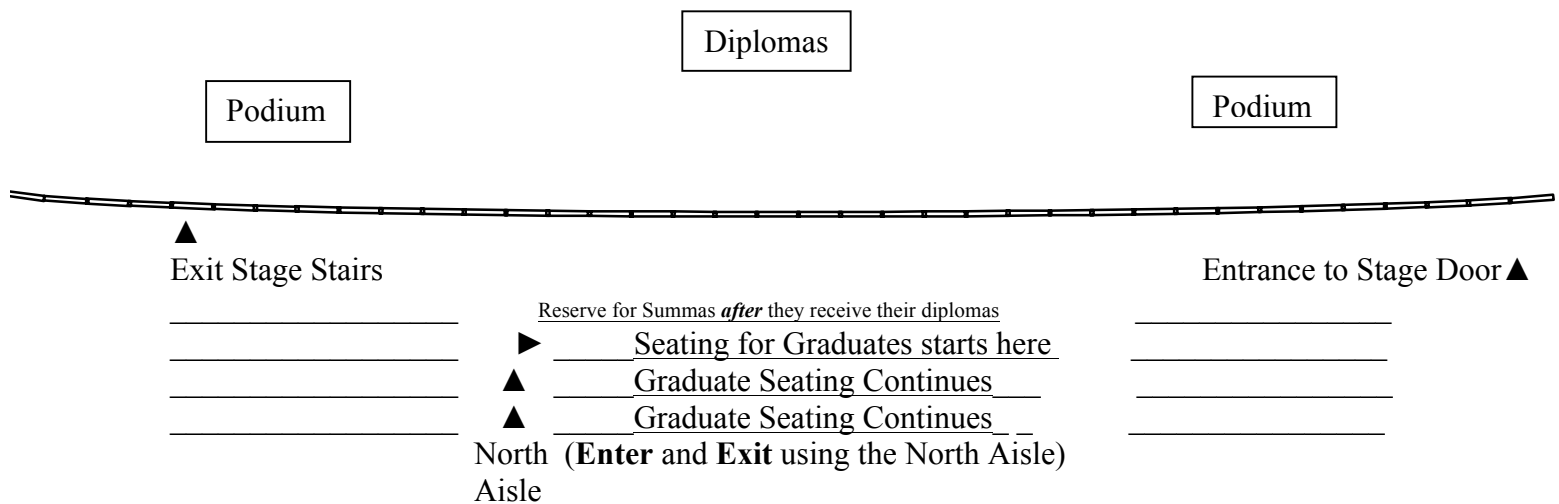 Diplomas
Podium
Podium
▲
Exit Stage Stairs
Entrance to Stage Door▲
Reserve for Summas after they receive their diplomas
► Seating for Graduates starts here
▲ Graduate Seating Continues
▲ Graduate Seating Continues
North (Enter and Exit using the North Aisle)
Aisle